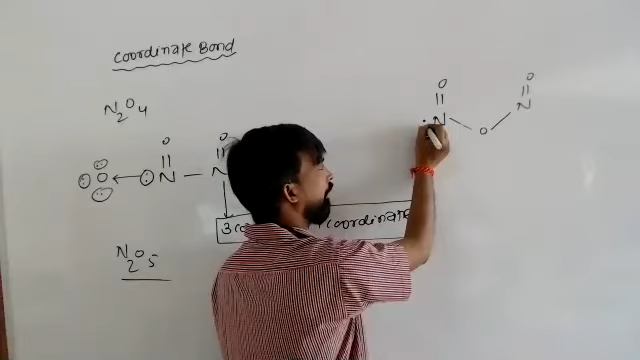 Coordinate Bond
N2O4
O
O
O ← N — N
3 coordinate
N2O5
O
O
N
N
O